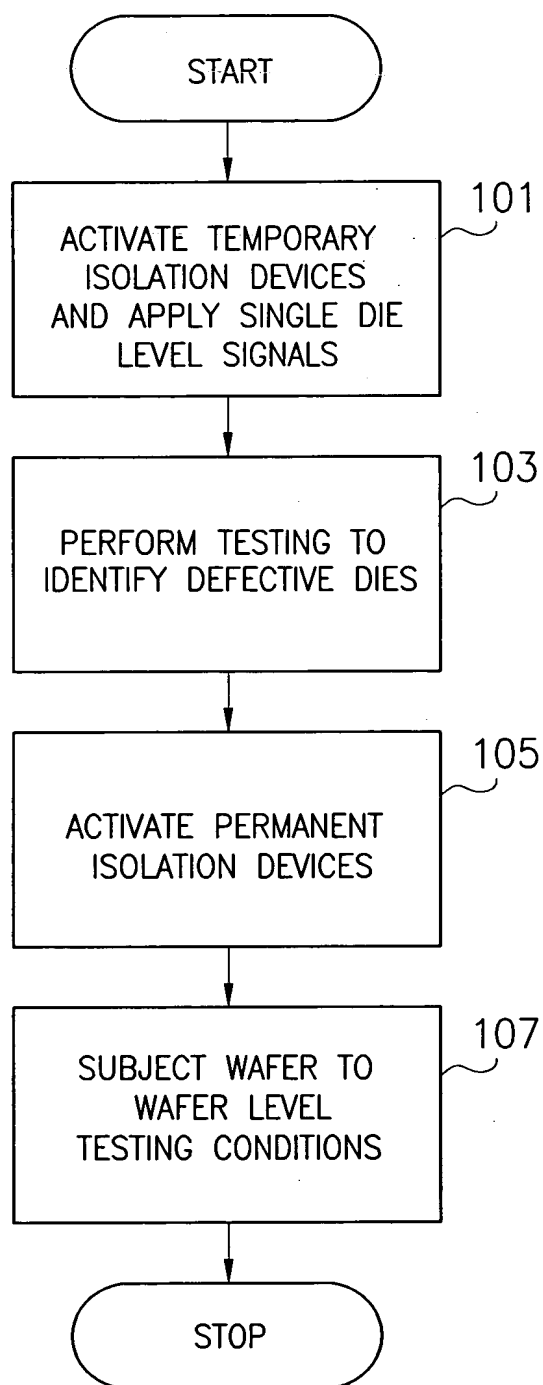 START
101
ACTIVATE TEMPORARY
ISOLATION DEVICES
AND APPLY SINGLE DIE
LEVEL SIGNALS
103
PERFORM TESTING TO
IDENTIFY DEFECTIVE DIES
105
ACTIVATE PERMANENT
ISOLATION DEVICES
107
SUBJECT WAFER TO
WAFER LEVEL
TESTING CONDITIONS
STOP